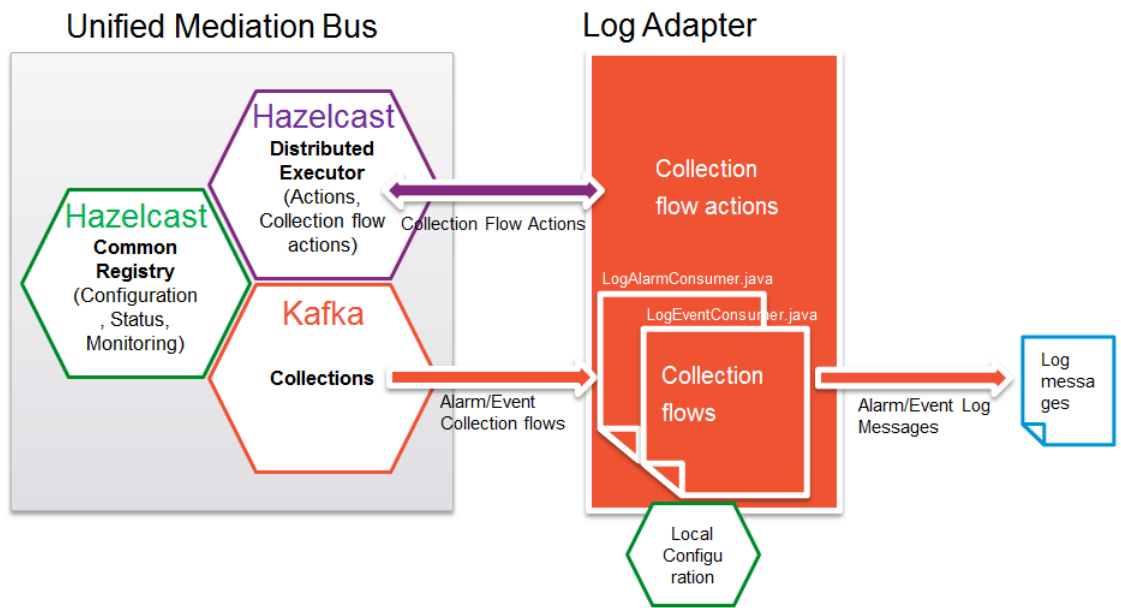 Unified Mediation Bus
Log Adapter
Hazelcast
Distributed
Executor
(Actions,
Collection flow
actions)
Hazelcast
Common
Registry
(Configuration
, Status,
Monitoring)
Kafka
Collections
Collection Flow Actions
Alarm/Event
Collection flows
Collection
flow actions
LogAlarmConsumer.java
LogEventConsumer.java
Collection
flows
Local
Configu
ration
Alarm/Event Log
Messages
Log
messa
ges